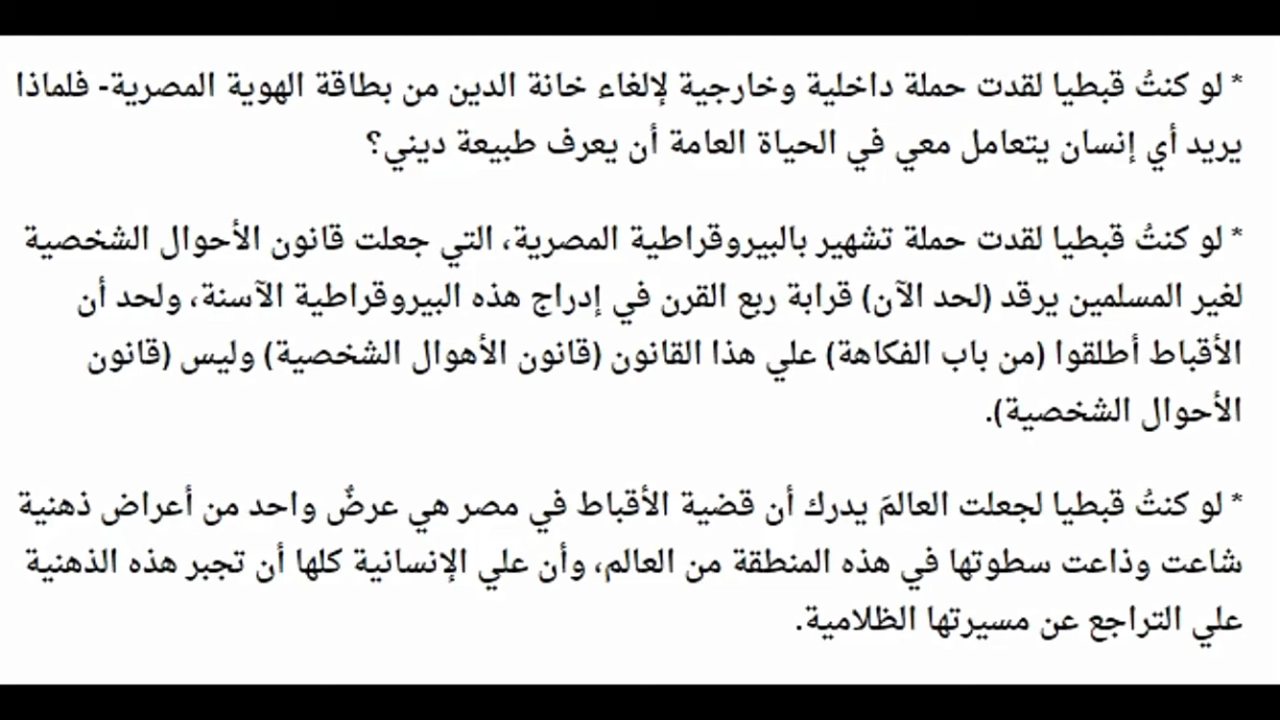 * لو كنتُ قبطيا لقدت حملة داخلية وخارجية لإلغاء خانة الدين من بطاقة الهوية المصرية- فلماذا
يريد أي إنسان يتعامل معي في الحياة العامة أن يعرف طبيعة ديني؟
* لو كنتُ قبطيا لقدت حملة تشهير بالبيروقراطية المصرية، التي جعلت قانون الأحوال الشخصية
لغير المسلمين يرقد (لحد الآن) قرابة ربع القرن في إدراج هذه البيروقراطية الآسنة، ولحد أن
الأقباط أطلقوا (من باب الفكاهة) علي هذا القانون (قانون الأهوال الشخصية) وليس (قانون
الأحوال الشخصية).
* لو كنتُ قبطيا لجعلت العالمَ يدرك أن قضية الأقباط في مصر هي عرضٌ واحد من أعراض ذهنية
شاعت وذاعت سطوتها في هذه المنطقة من العالم، وأن علي الإنسانية كلها أن تجبر هذه الذهنية
علي التراجع عن مسيرتها الظلامية.